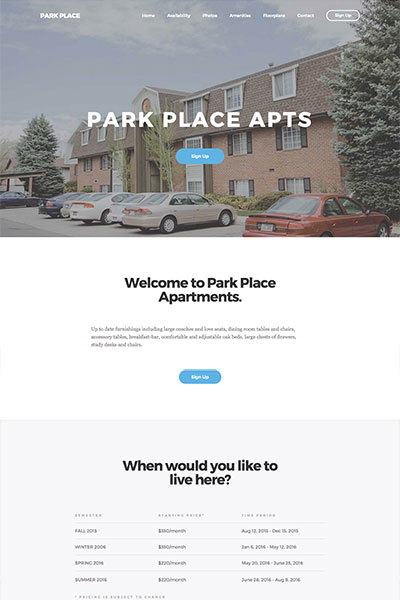 PARK PLACE
Home Availability Photos Amenities Floorplans Contact Sign Up
PARK PLACE APTS
Sign Up
Welcome to Park Place
Apartments.
Up to date furnishings including large couches and love seats, dining room tables and chairs,
accessory tables, breakfast-bar, comfortable and adjustable oak beds, large chests of drawers,
study desks and chairs.
Sign Up
When would you like to
live here?
SEMESTER STARTING PRICE* TIME PERIOD
FALL 2015 $350/month Aug 12, 2015 - Dec 15, 2015
WINTER 2006 $350/month Jan 6, 2016 - May 12, 2016
SPRING 2016 $220/month May 20, 2016 - June 23, 2016
SUMMER 2016 $220/month June 28, 2016 - Aug 9, 2016
* PRICING IS SUBJECT TO CHANGE